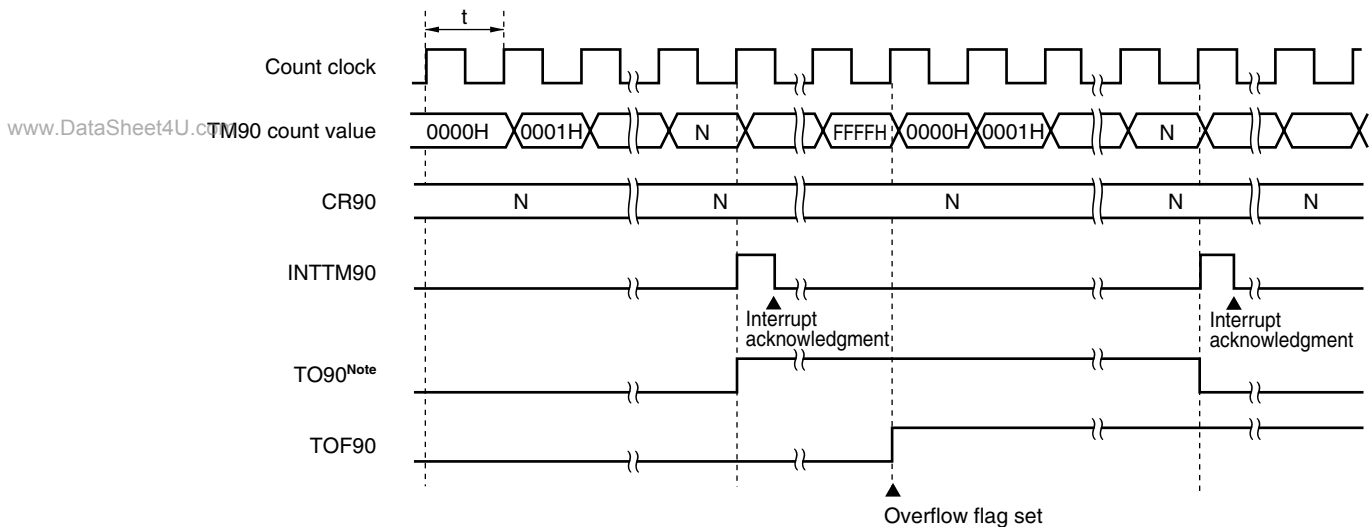 t
Count clock
www.DataSheet4U.com
TM90 count value
0000H 0001H N FFFFH 0000H 0001H N
CR90
N N N N N
INTTM90
Interrupt
acknowledgment
Interrupt
acknowledgment
TO90Note
TOF90
Overflow flag set